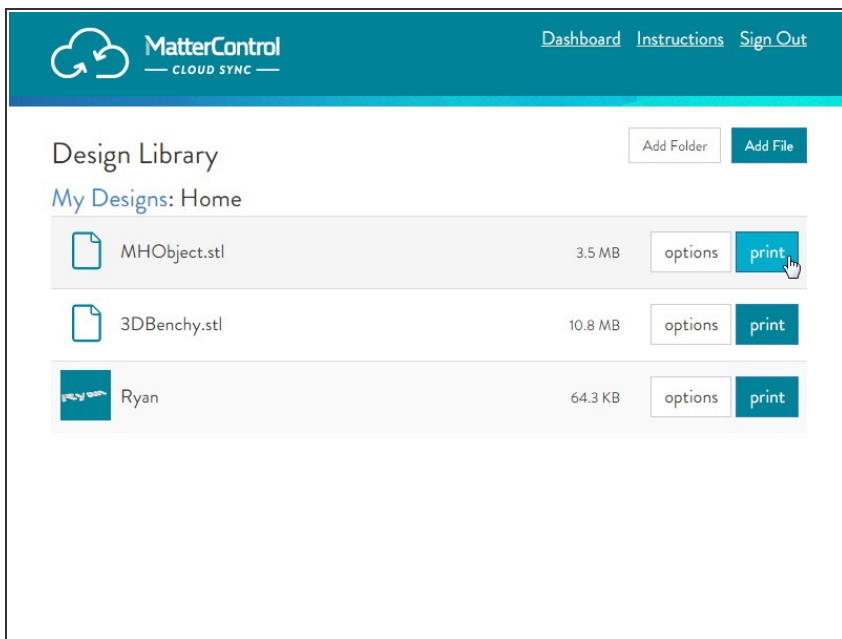 MatterControl
CLOUD SYNC
Dashboard Instructions Sign Out
Design Library
Add Folder Add File
My Designs: Home
MHObject.stl 3.5 MB options print
3DBenchy.stl 10.8 MB options print
Ryan Ryan 64.3 KB options print